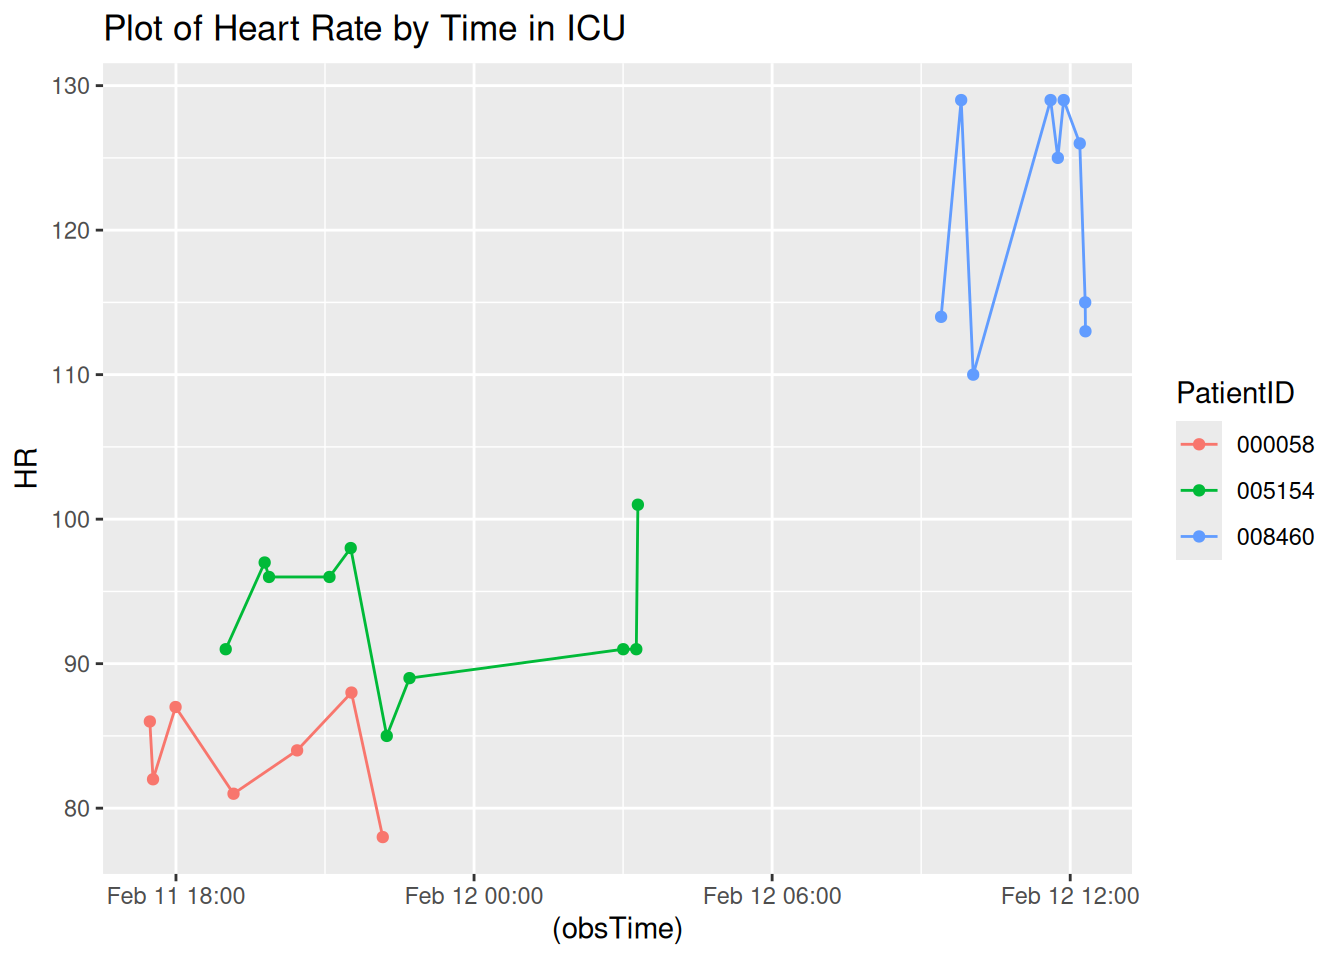 Plot of Heart Rate by Time in ICU
130
120
110
100
90
80
HR
Feb 11 18:00
Feb 12 00:00
Feb 12 06:00
Feb 12 12:00
(obsTime)
PatientID
000058
005154
008460